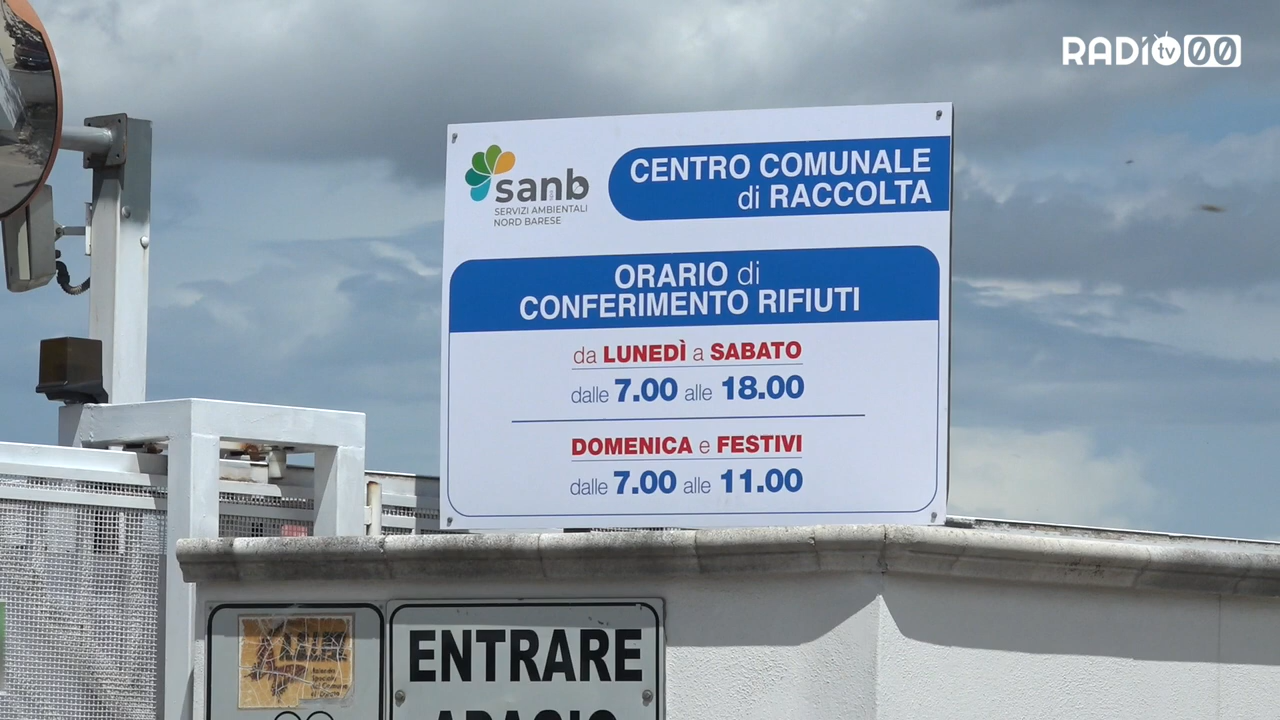 RADIO tv 00
sanb
SERVIZI AMBIENTALI
NORD BARESE
CENTRO COMUNALE
di RACCOLTA
ORARIO di
CONFERIMENTO RIFIUTI
da LUNEDÌ a SABATO
dalle 7.00 alle 18.00
DOMENICA e FESTIVI
dalle 7.00 alle 11.00
ENTRARE
ADAGIO